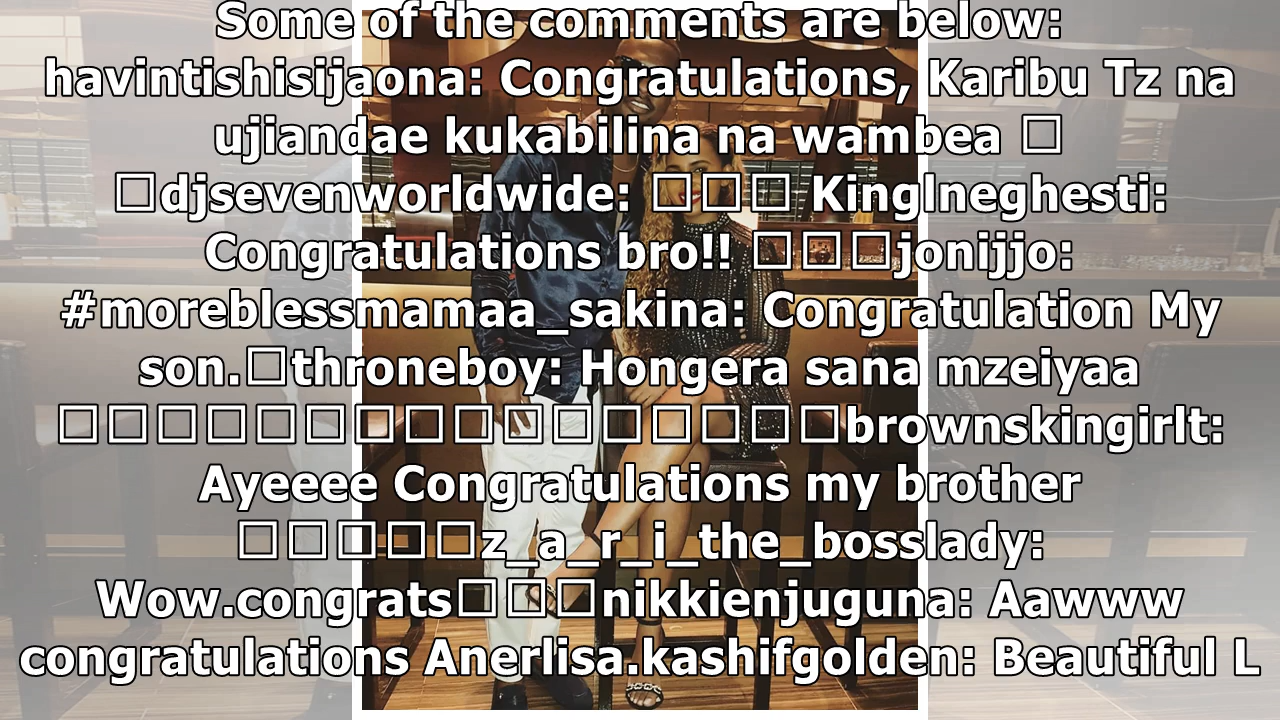 Some of the comments are below:
havintishisijaona: Congratulations, Karibu Tz na
ujiandae kukabilina na wambea □
□djsevenworldwide: □□□ KingIneghesti:
Congratulations bro!! □□□jonijjo:
#moreblessmamaa_sakina: Congratulation My
son.□throneboy: Hongera sana mzeiyaa
□□□□□□□□□□□□□□□□brownskingirlt:
Ayeeee Congratulations my brother
□□□□□z_a_r_i_the_bosslady:
Wow.congrats□□□nikkienjuguna: Aawww
congratulations Anerlisa.kashifgolden: Beautiful L